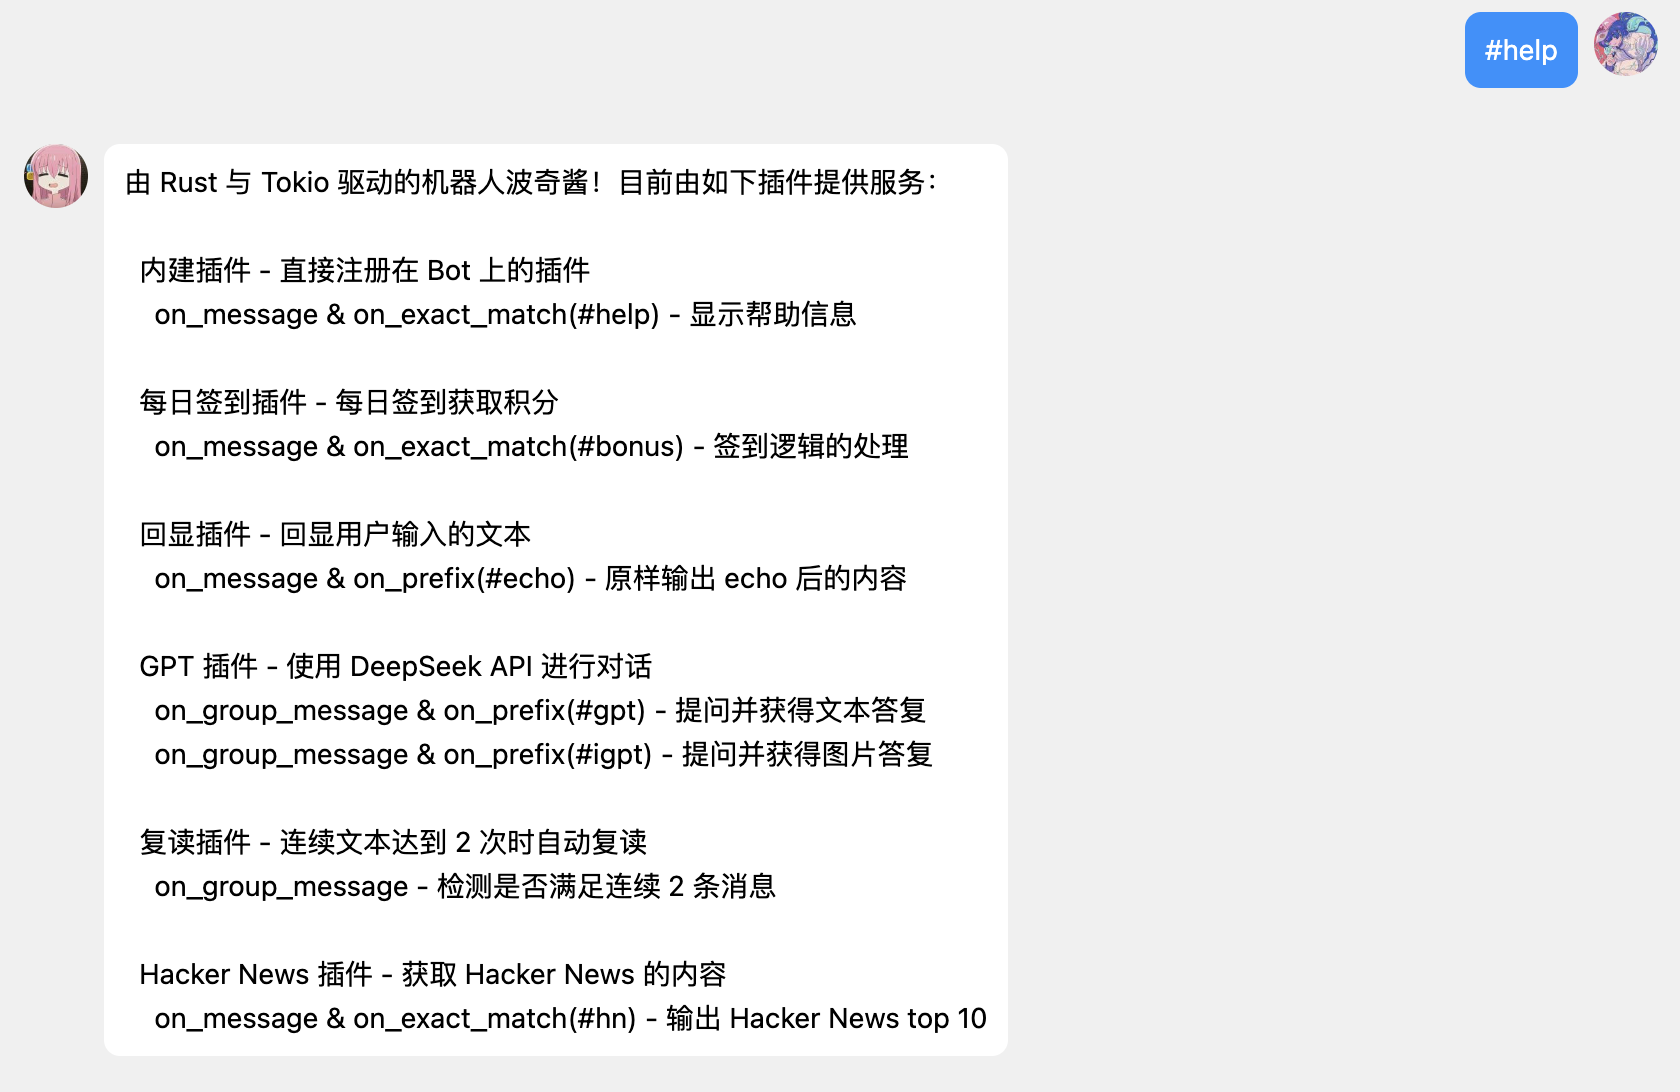 #help
由 Rust 与 Tokio 驱动的机器人波奇酱！目前由如下插件提供服务：
内建插件 - 直接注册在 Bot 上的插件
on_message & on_exact_match(#help) - 显示帮助信息
每日签到插件 - 每日签到获取积分
on_message & on_exact_match(#bonus) - 签到逻辑的处理
回显插件 - 回显用户输入的文本
on_message & on_prefix(#echo) - 原样输出 echo 后的内容
GPT 插件 - 使用 DeepSeek API 进行对话
on_group_message & on_prefix(#gpt) - 提问并获得文本答复
on_group_message & on_prefix(#igpt) - 提问并获得图片答复
复读插件 - 连续文本达到 2 次时自动复读
on_group_message - 检测是否满足连续 2 条消息
Hacker News 插件 - 获取 Hacker News 的内容
on_message & on_exact_match(#hn) - 输出 Hacker News top 10